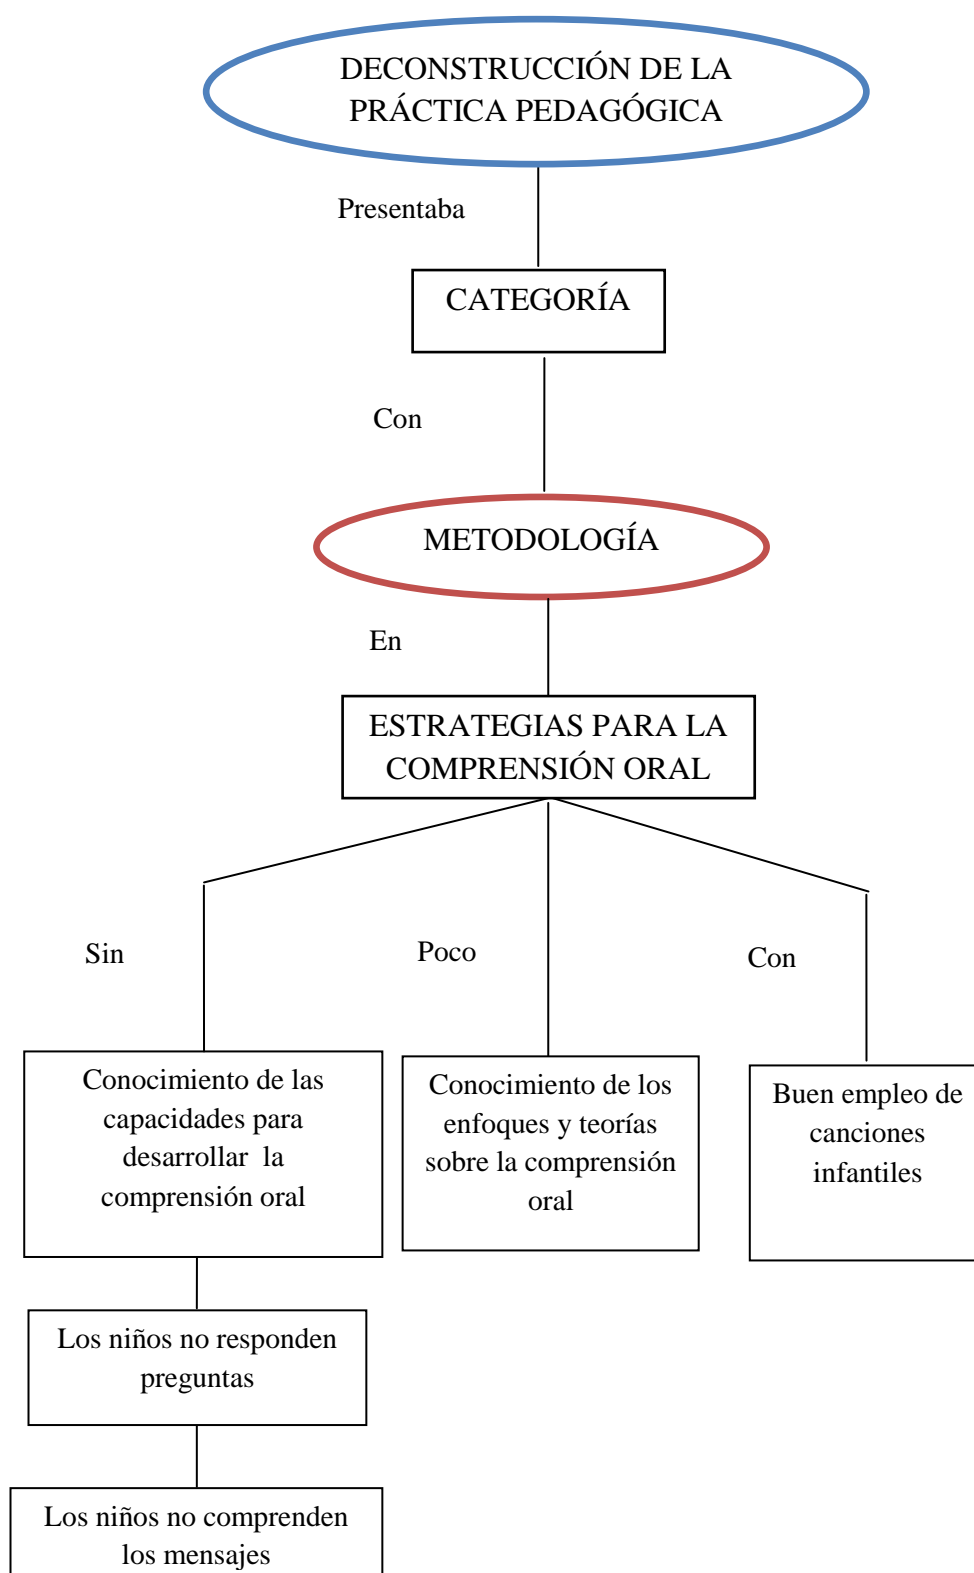 DECONSTRUCCIÓN DE LA
PRÁCTICA PEDAGÓGICA
Presentaba
CATEGORÍA
Con
METODOLOGÍA
En
ESTRATEGIAS PARA LA
COMPRENSIÓN ORAL
Sin
Poco
Con
Conocimiento de las
capacidades para
desarrollar la
comprensión oral
Conocimiento de los
enfoques y teorías
sobre la comprensión
oral
Buen empleo de
canciones
infantiles
Los niños no responden
preguntas
Los niños no comprenden
los mensajes